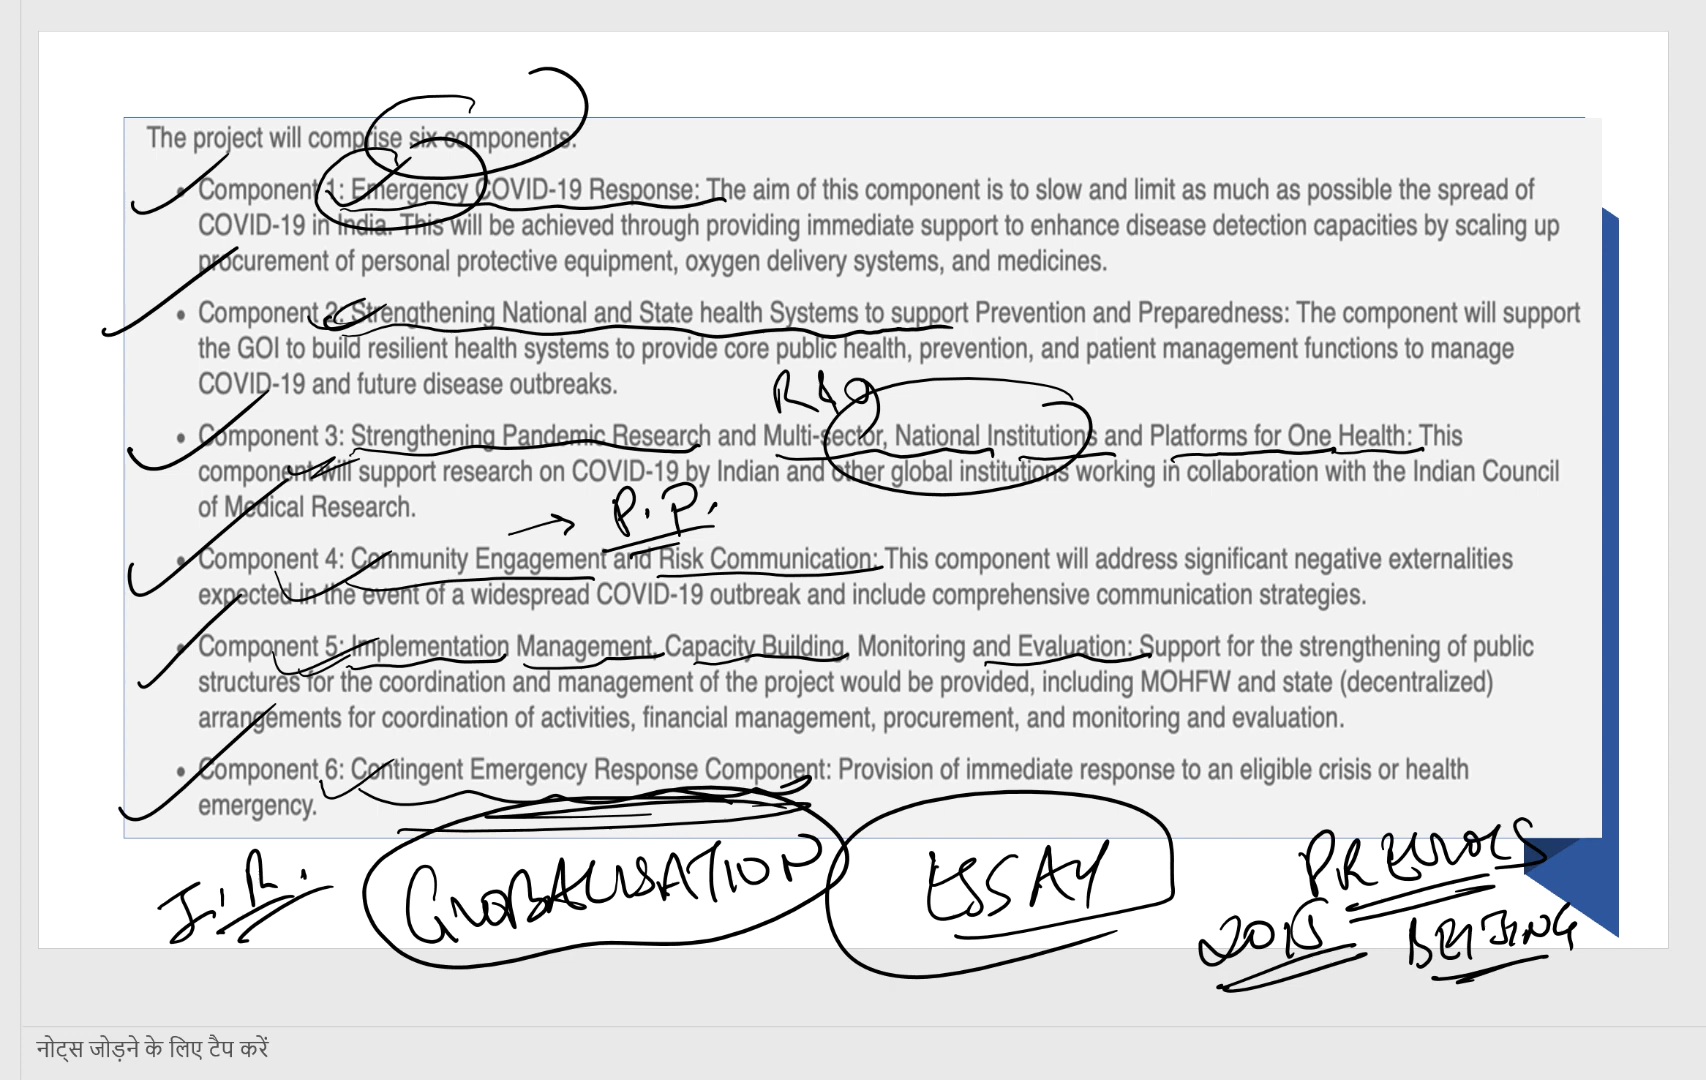 The project will comprise six components:
• Component 1: Emergency COVID-19 Response: The aim of this component is to slow and limit as much as possible the spread of
COVID-19 in India. This will be achieved through providing immediate support to enhance disease detection capacities by scaling up
procurement of personal protective equipment, oxygen delivery systems, and medicines.
• Component 2: Strengthening National and State health Systems to support Prevention and Preparedness: The component will support
the GOI to build resilient health systems to provide core public health, prevention, and patient management functions to manage
COVID-19 and future disease outbreaks.
R&D
• Component 3: Strengthening Pandemic Research and Multi-sector, National Institutions and Platforms for One Health: This
component will support research on COVID-19 by Indian and other global institutions working in collaboration with the Indian Council
of Medical Research.
→ P.P.
• Component 4: Community Engagement and Risk Communication: This component will address significant negative externalities
expected in the event of a widespread COVID-19 outbreak and include comprehensive communication strategies.
• Component 5: Implementation Management, Capacity Building, Monitoring and Evaluation: Support for the strengthening of public
structures for the coordination and management of the project would be provided, including MOHFW and state (decentralized)
arrangements for coordination of activities, financial management, procurement, and monitoring and evaluation.
• Component 6: Contingent Emergency Response Component: Provision of immediate response to an eligible crisis or health
emergency.
I.R. GLOBALISATION ESSAY
BEIJING
नोट्स जोड़ने के लिए टैप करें